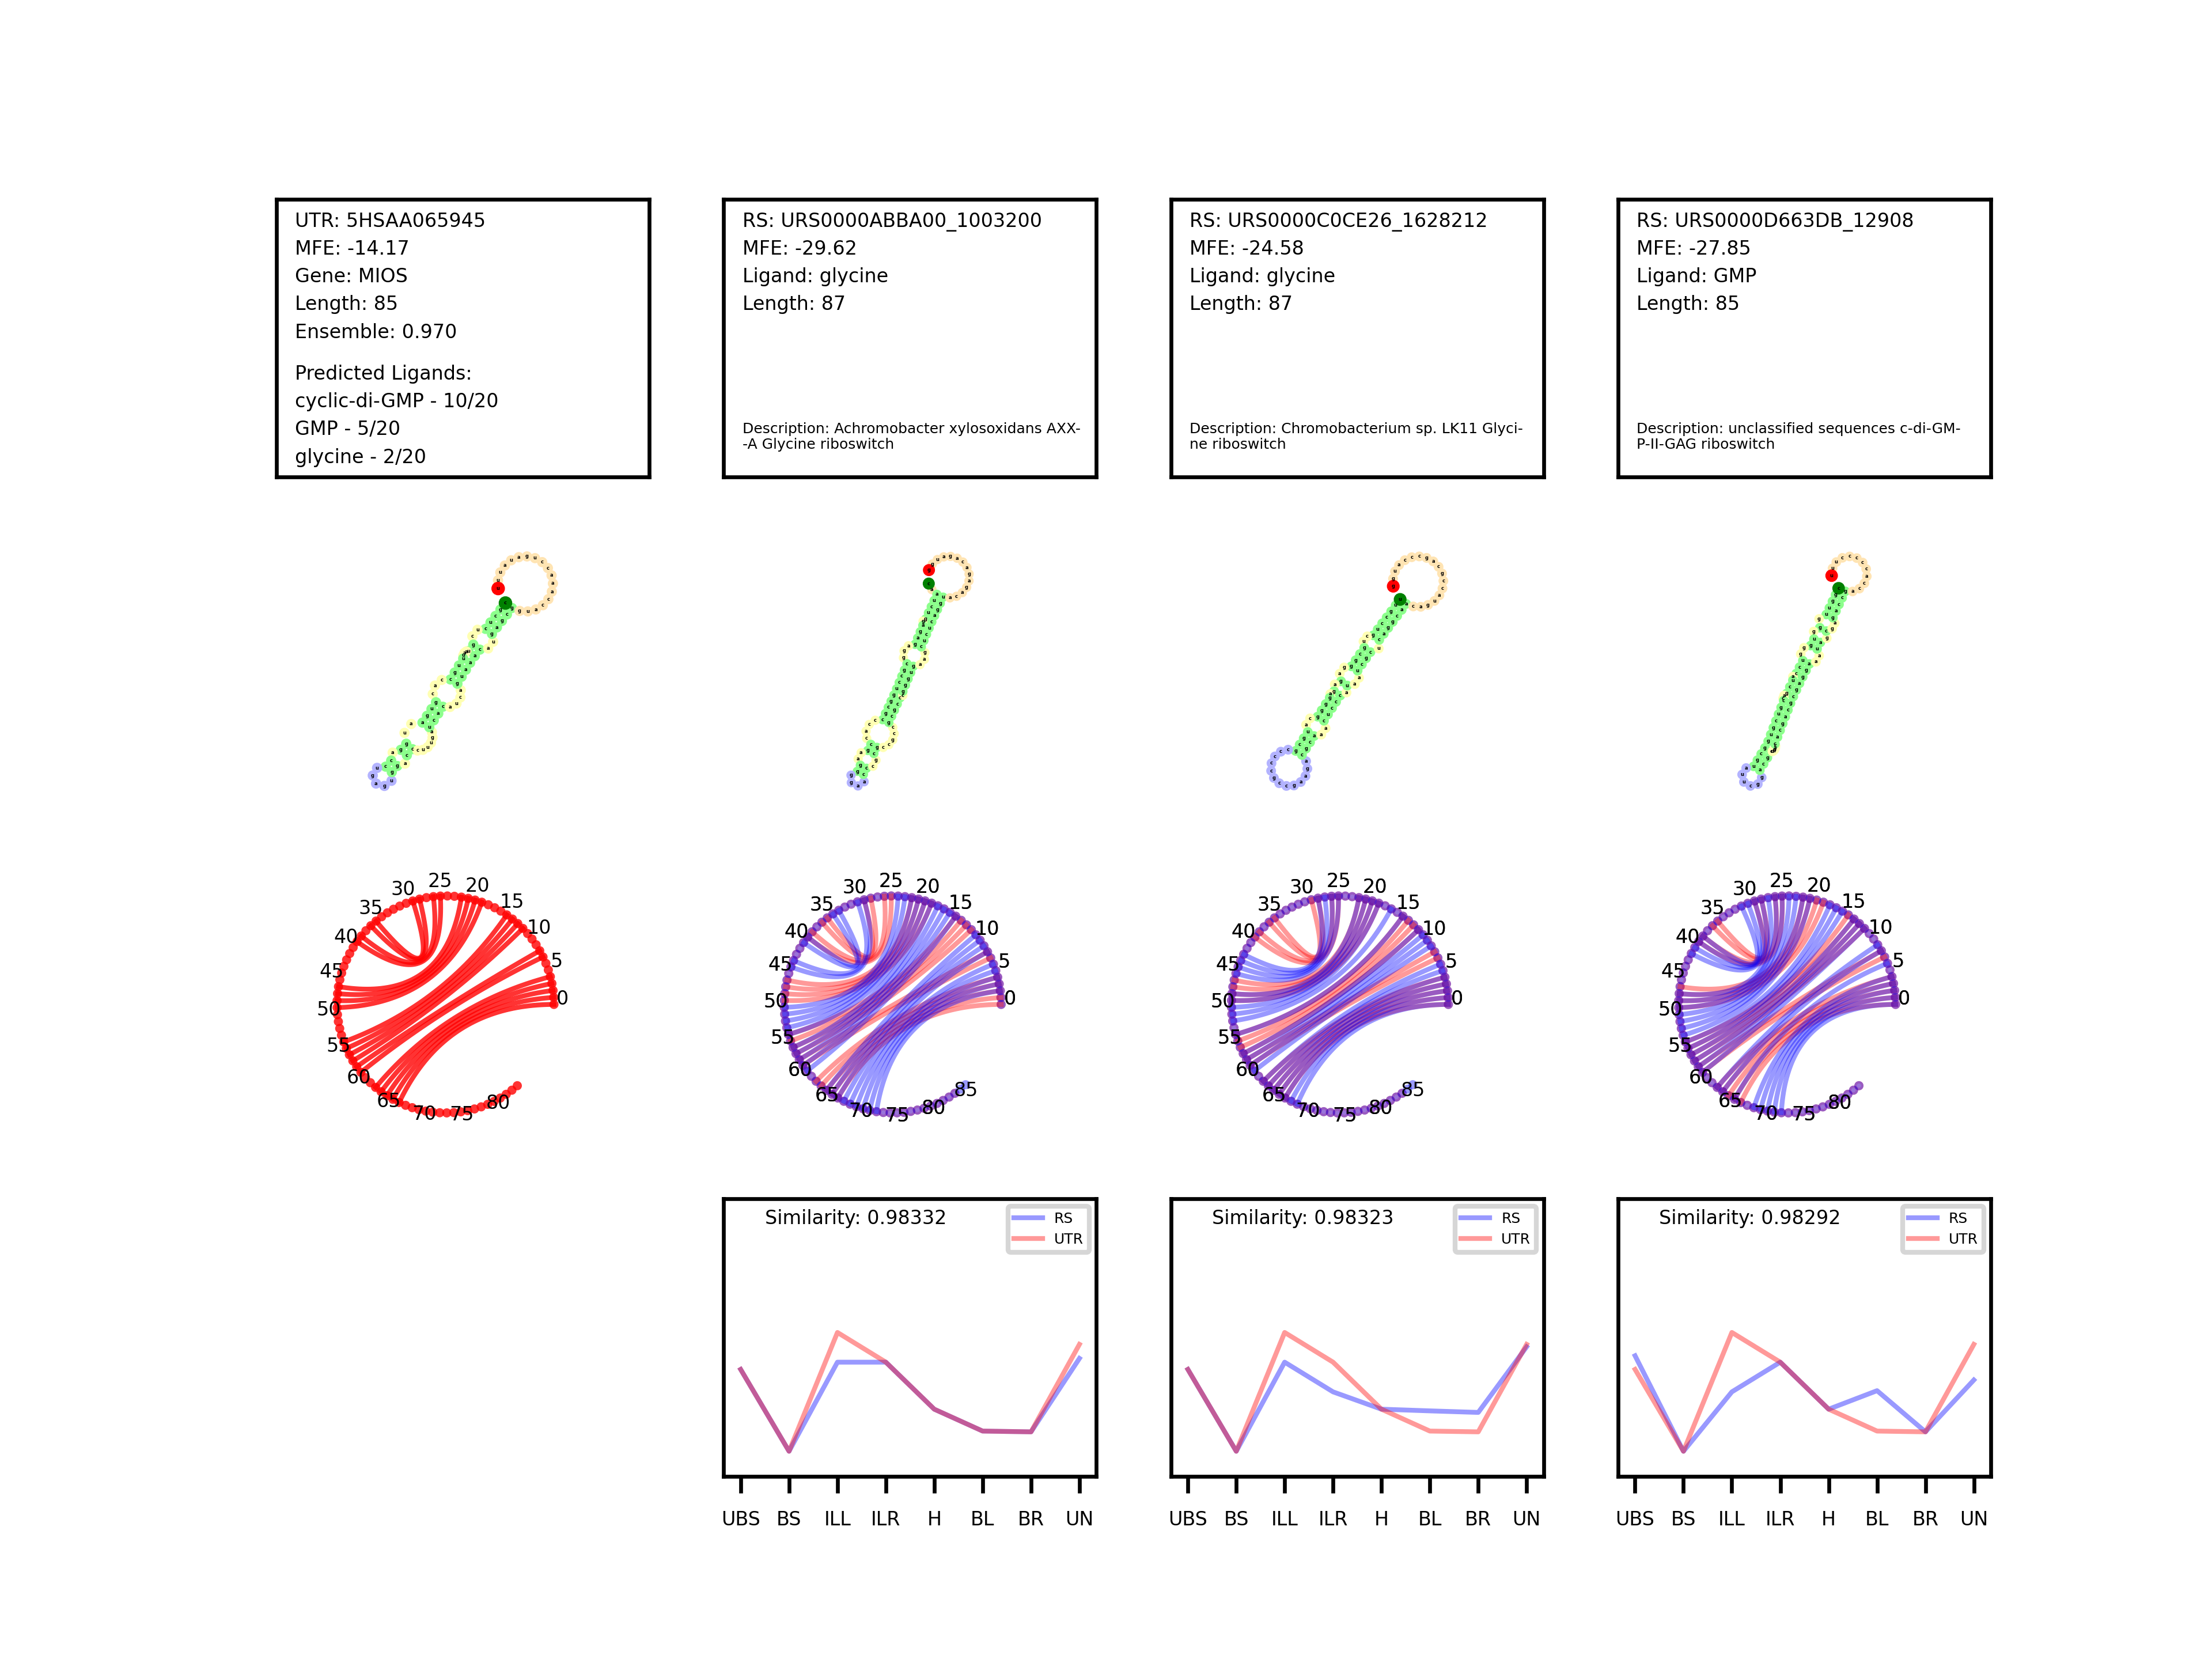 UTR: 5HSAA065945
MFE: -14.17
Gene: MIOS
Length: 85
Ensemble: 0.970
Predicted Ligands:
cyclic-di-GMP - 10/20
GMP - 5/20
glycine - 2/20
RS: URS0000ABBA00_1003200
MFE: -29.62
Ligand: glycine
Length: 87
Description: Achromobacter xylosoxidans AXX-
-A Glycine riboswitch
RS: URS0000C0CE26_1628212
MFE: -24.58
Ligand: glycine
Length: 87
Description: Chromobacterium sp. LK11 Glyci-
ne riboswitch
RS: URS0000D663DB_12908
MFE: -27.85
Ligand: GMP
Length: 85
Description: unclassified sequences c-di-GM-
P-II-GAG riboswitch
0 5 10 15 20 25 30 35 40 45 50 55 60 65 70 75 80
0 5 10 15 20 25 30 35 40 45 50 55 60 65 70 75 80 85
0 5 10 15 20 25 30 35 40 45 50 55 60 65 70 75 80 85
0 5 10 15 20 25 30 35 40 45 50 55 60 65 70 75 80
Similarity: 0.98332
RS
UTR
UBS BS ILL ILR H BL BR UN
Similarity: 0.98323
RS
UTR
UBS BS ILL ILR H BL BR UN
Similarity: 0.98292
RS
UTR
UBS BS ILL ILR H BL BR UN